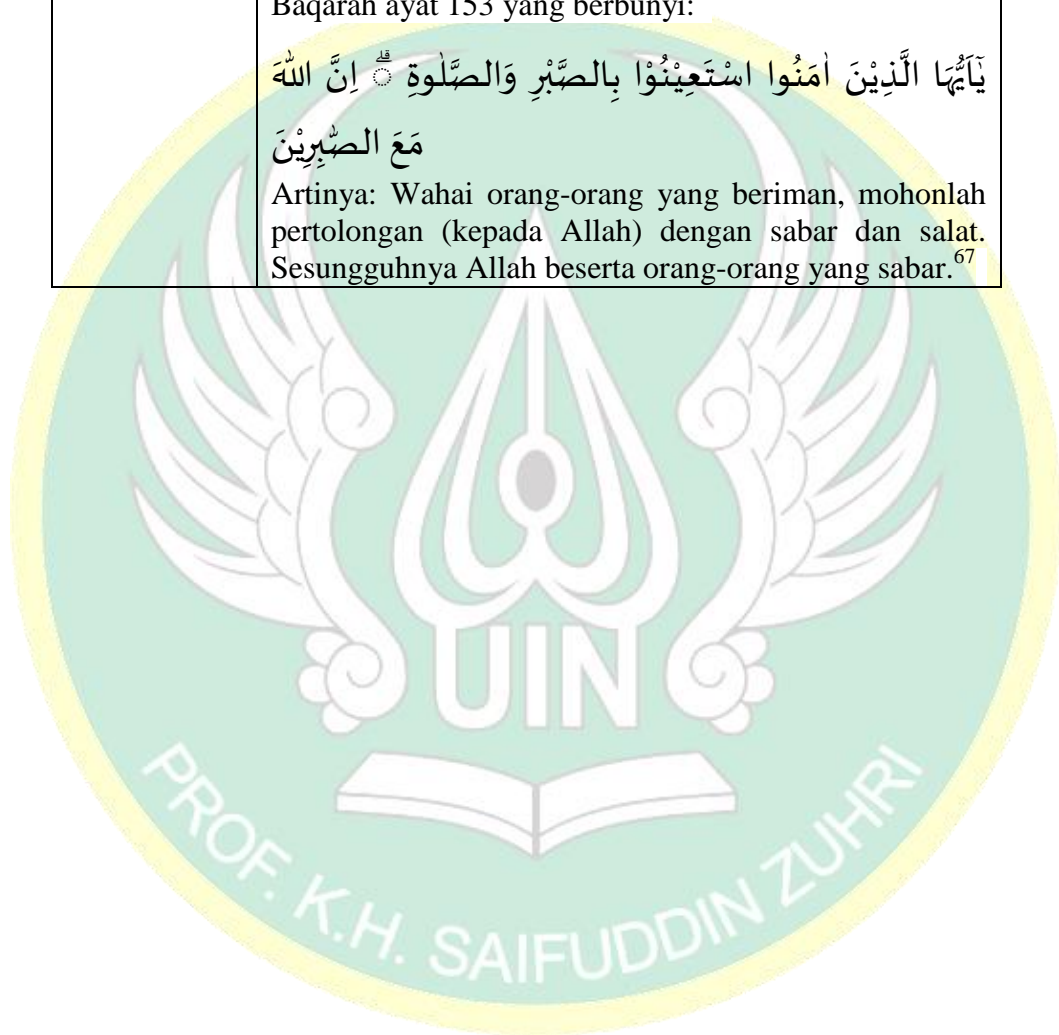 Baqarah ayat 153 yang berbunyi:
يٰٓاَيُّهَا الَّذِيْنَ اٰمَنُوا اسْتَعِيْنُوْا بِالصَّبْرِ وَالصَّلٰوةِ ۗ اِنَّ اللّٰهَ
مَعَ الصّٰبِرِيْنَ
Artinya: Wahai orang-orang yang beriman, mohonlah
pertolongan (kepada Allah) dengan sabar dan salat.
Sesungguhnya Allah beserta orang-orang yang sabar.67
UIN
PROF. K.H. SAIFUDDIN ZUHRI